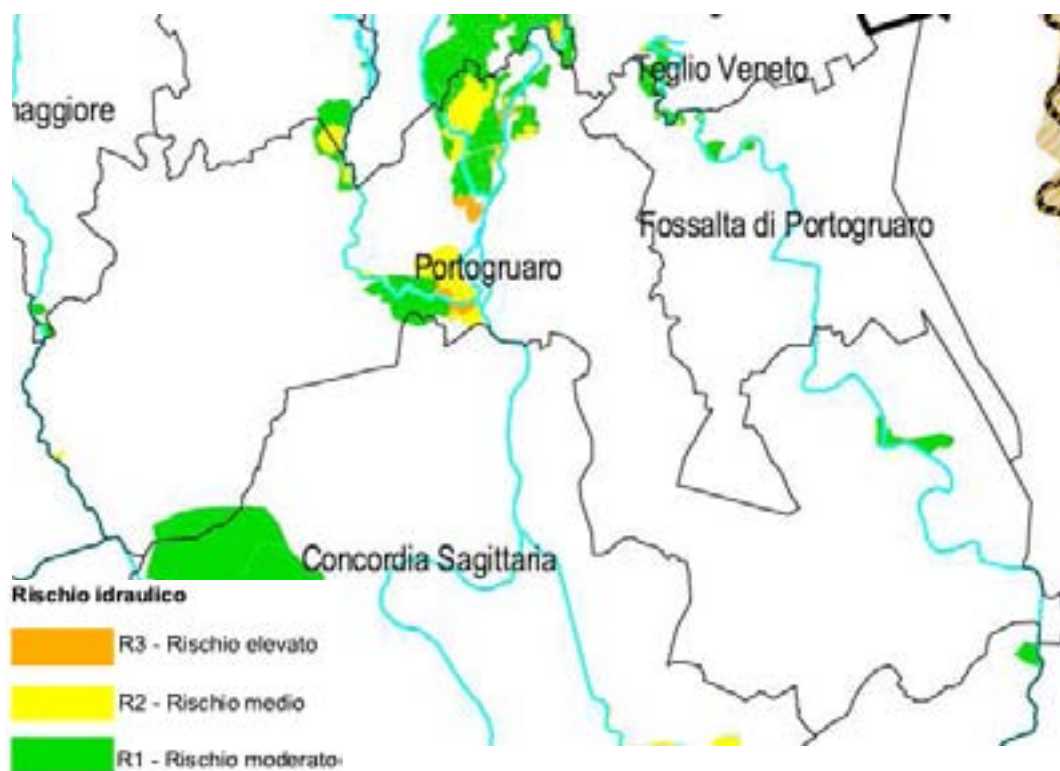 Teglio Veneto
maggiore
Fossalta di Portogruaro
Portogruaro
Concordia Sagittaria
Rischio idraulico
R3 - Rischio elevato
R2 - Rischio medio
R1 - Rischio moderato